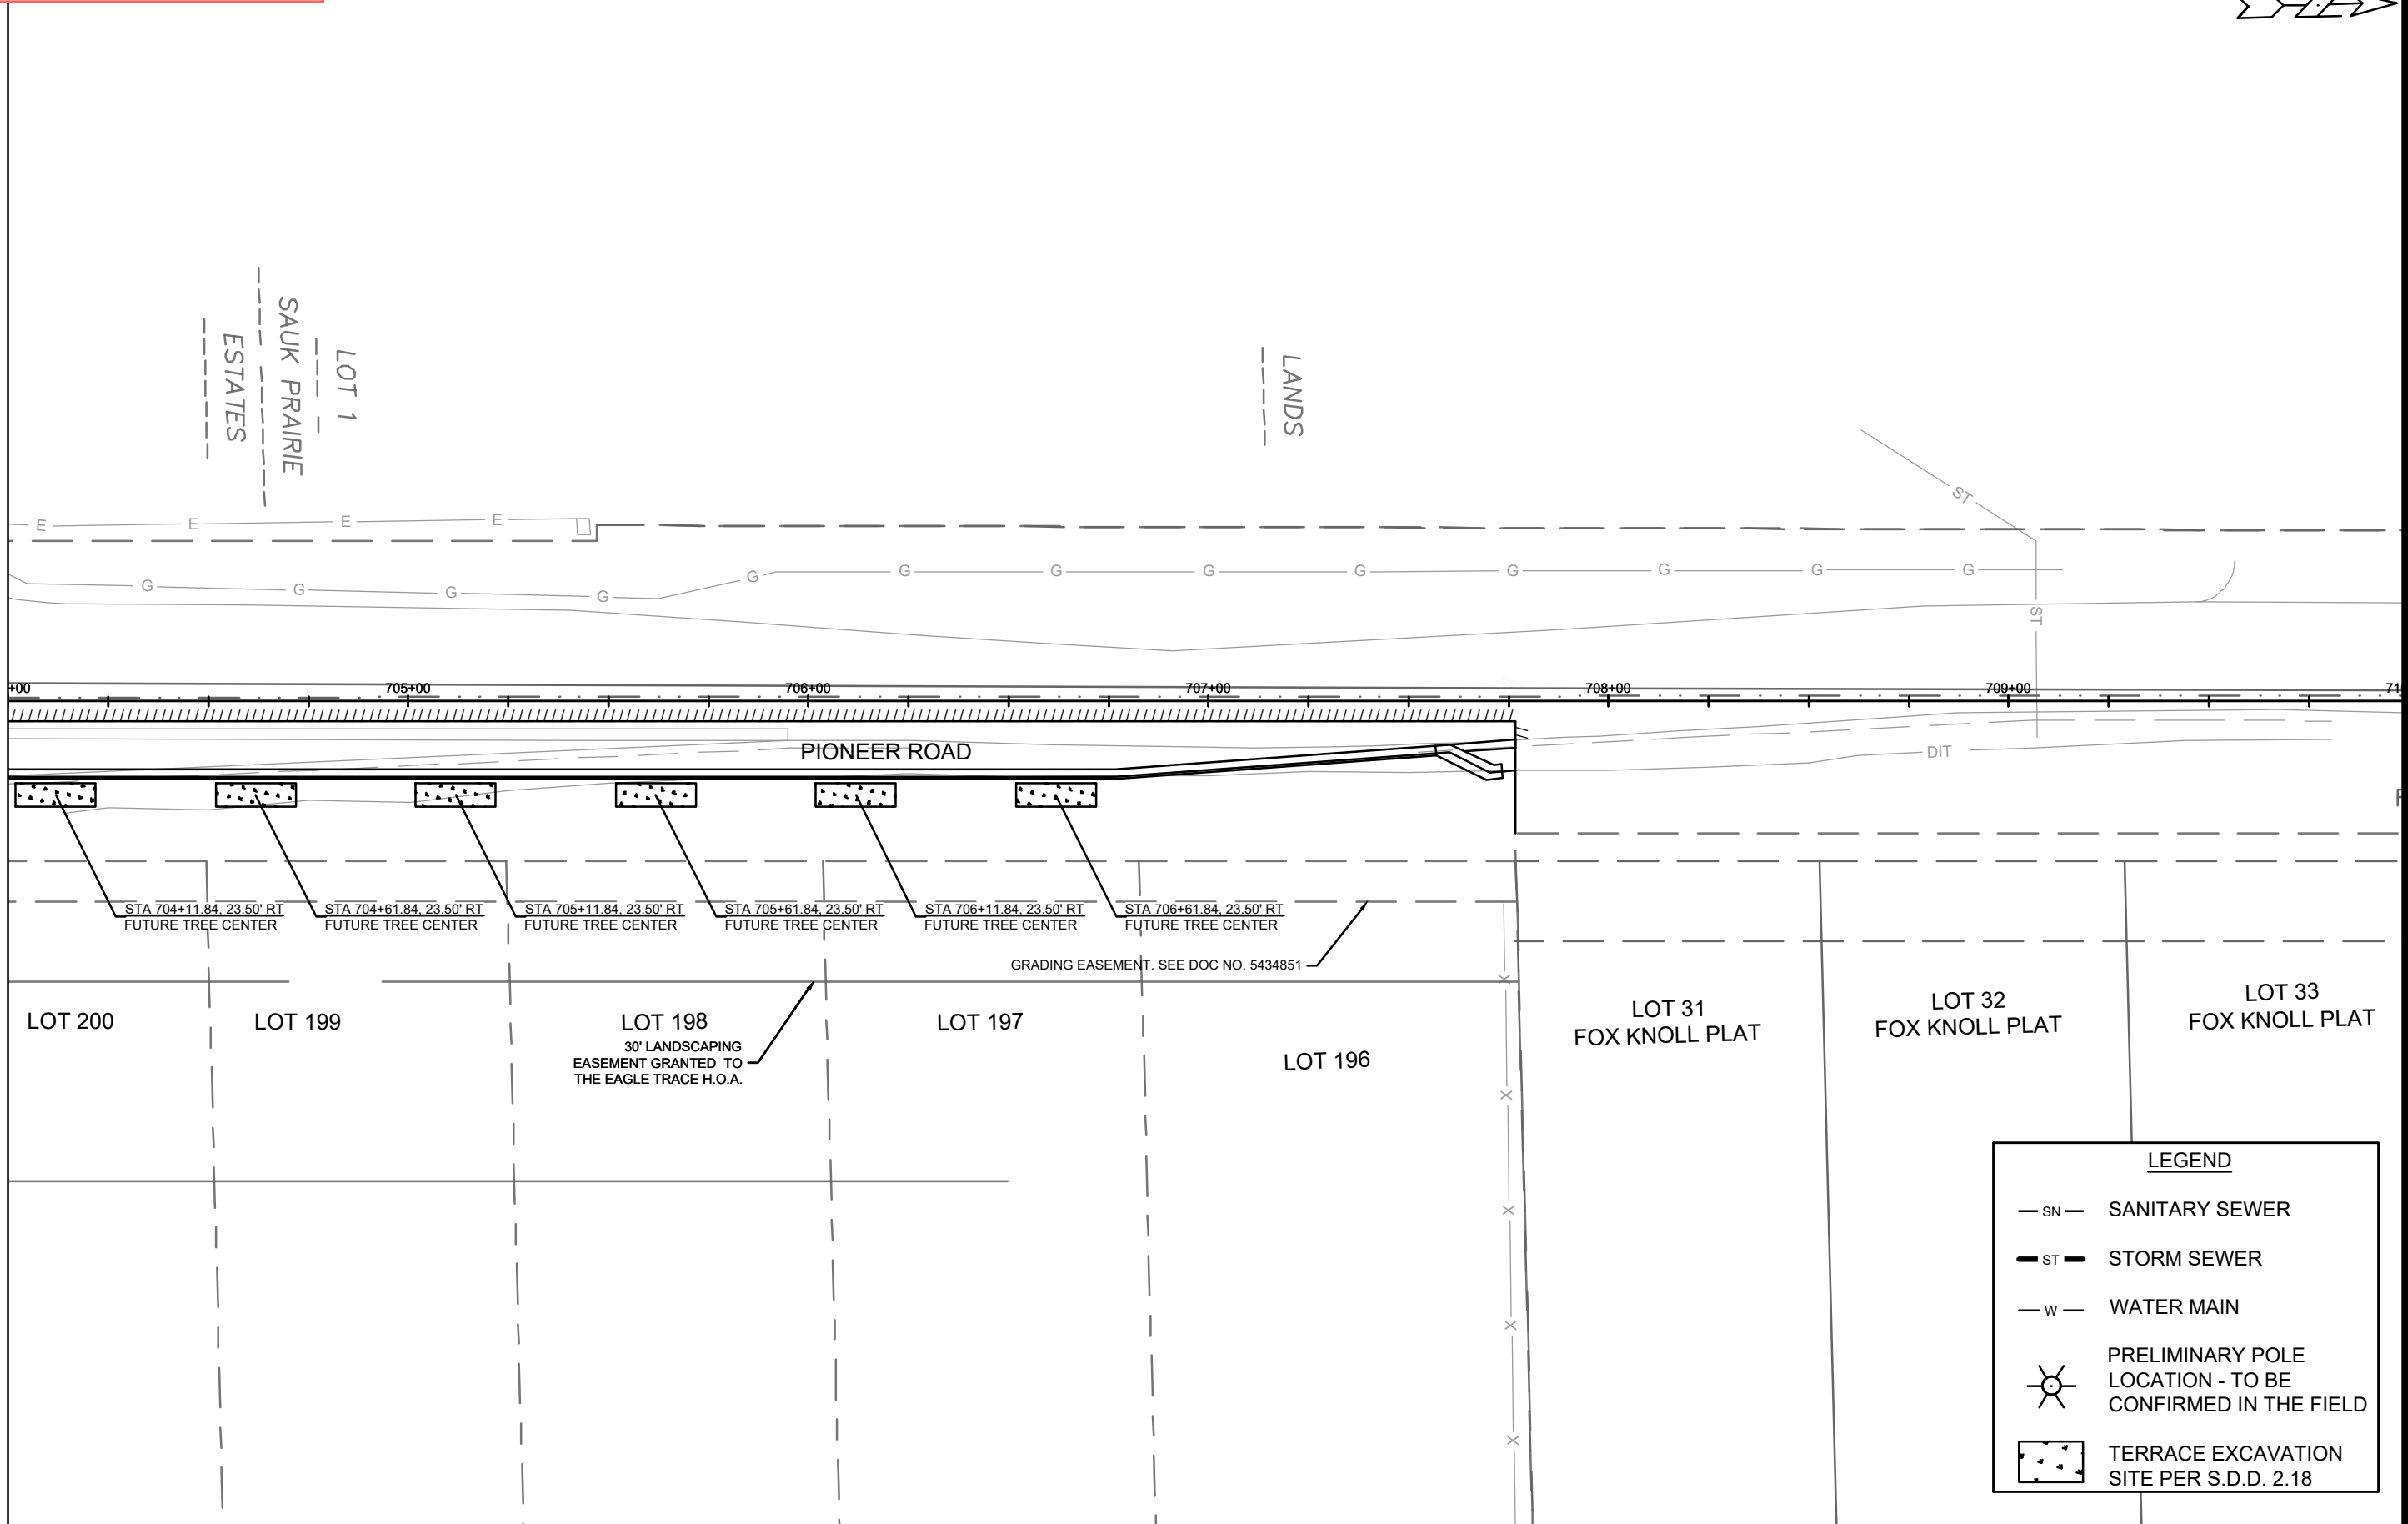 LOT 1
SAUK PRAIRIE
ESTATES
LANDS
ST
E E E E
G G G G G G G G G G G G G
ST
+00 705+00 706+00 707+00 708+00 709+00 71
PIONEER ROAD
DIT
STA 704+11.84, 23.50' RT
FUTURE TREE CENTER
STA 704+61.84, 23.50' RT
FUTURE TREE CENTER
STA 705+11.84, 23.50' RT
FUTURE TREE CENTER
STA 705+61.84, 23.50' RT
FUTURE TREE CENTER
STA 706+11.84, 23.50' RT
FUTURE TREE CENTER
STA 706+61.84, 23.50' RT
FUTURE TREE CENTER
GRADING EASEMENT. SEE DOC NO. 5434851
LOT 200
LOT 199
LOT 198
LOT 197
LOT 196
30' LANDSCAPING
EASEMENT GRANTED TO
THE EAGLE TRACE H.O.A.
LOT 31
FOX KNOLL PLAT
LOT 32
FOX KNOLL PLAT
LOT 33
FOX KNOLL PLAT
X
X
X
X
X
LEGEND
SN SANITARY SEWER
ST STORM SEWER
W WATER MAIN
PRELIMINARY POLE
LOCATION - TO BE
CONFIRMED IN THE FIELD
TERRACE EXCAVATION
SITE PER S.D.D. 2.18